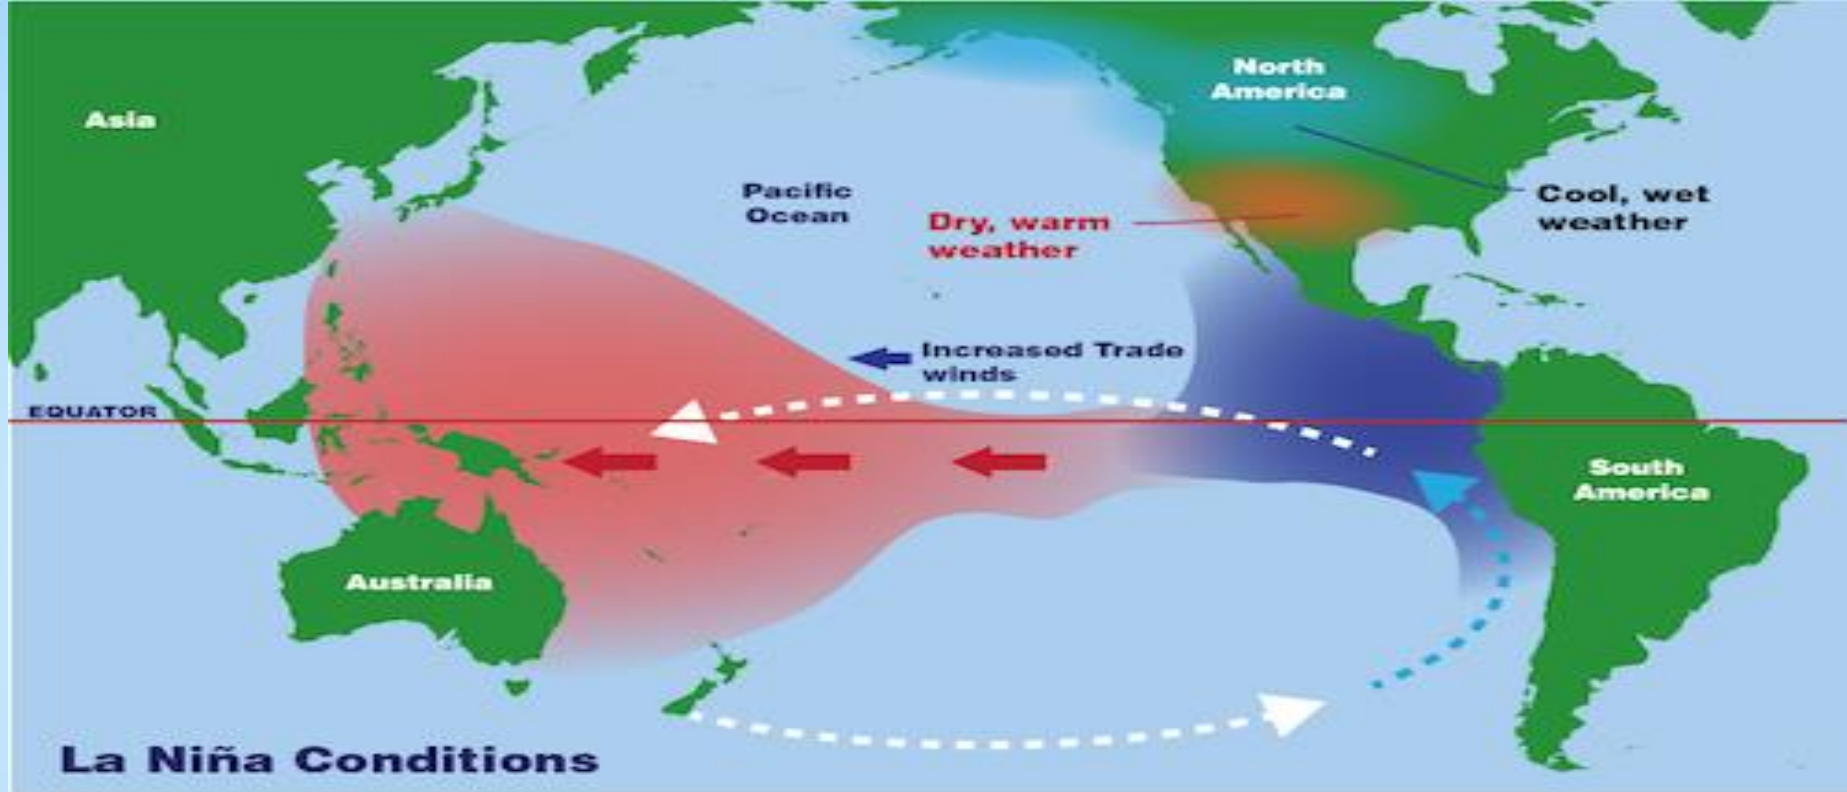 North
America
Asia
Pacific
Ocean
Cool, wet
weather
Dry, warm
weather
Increased Trade
winds
EQUATOR
South
America
Australia
La Niña Conditions